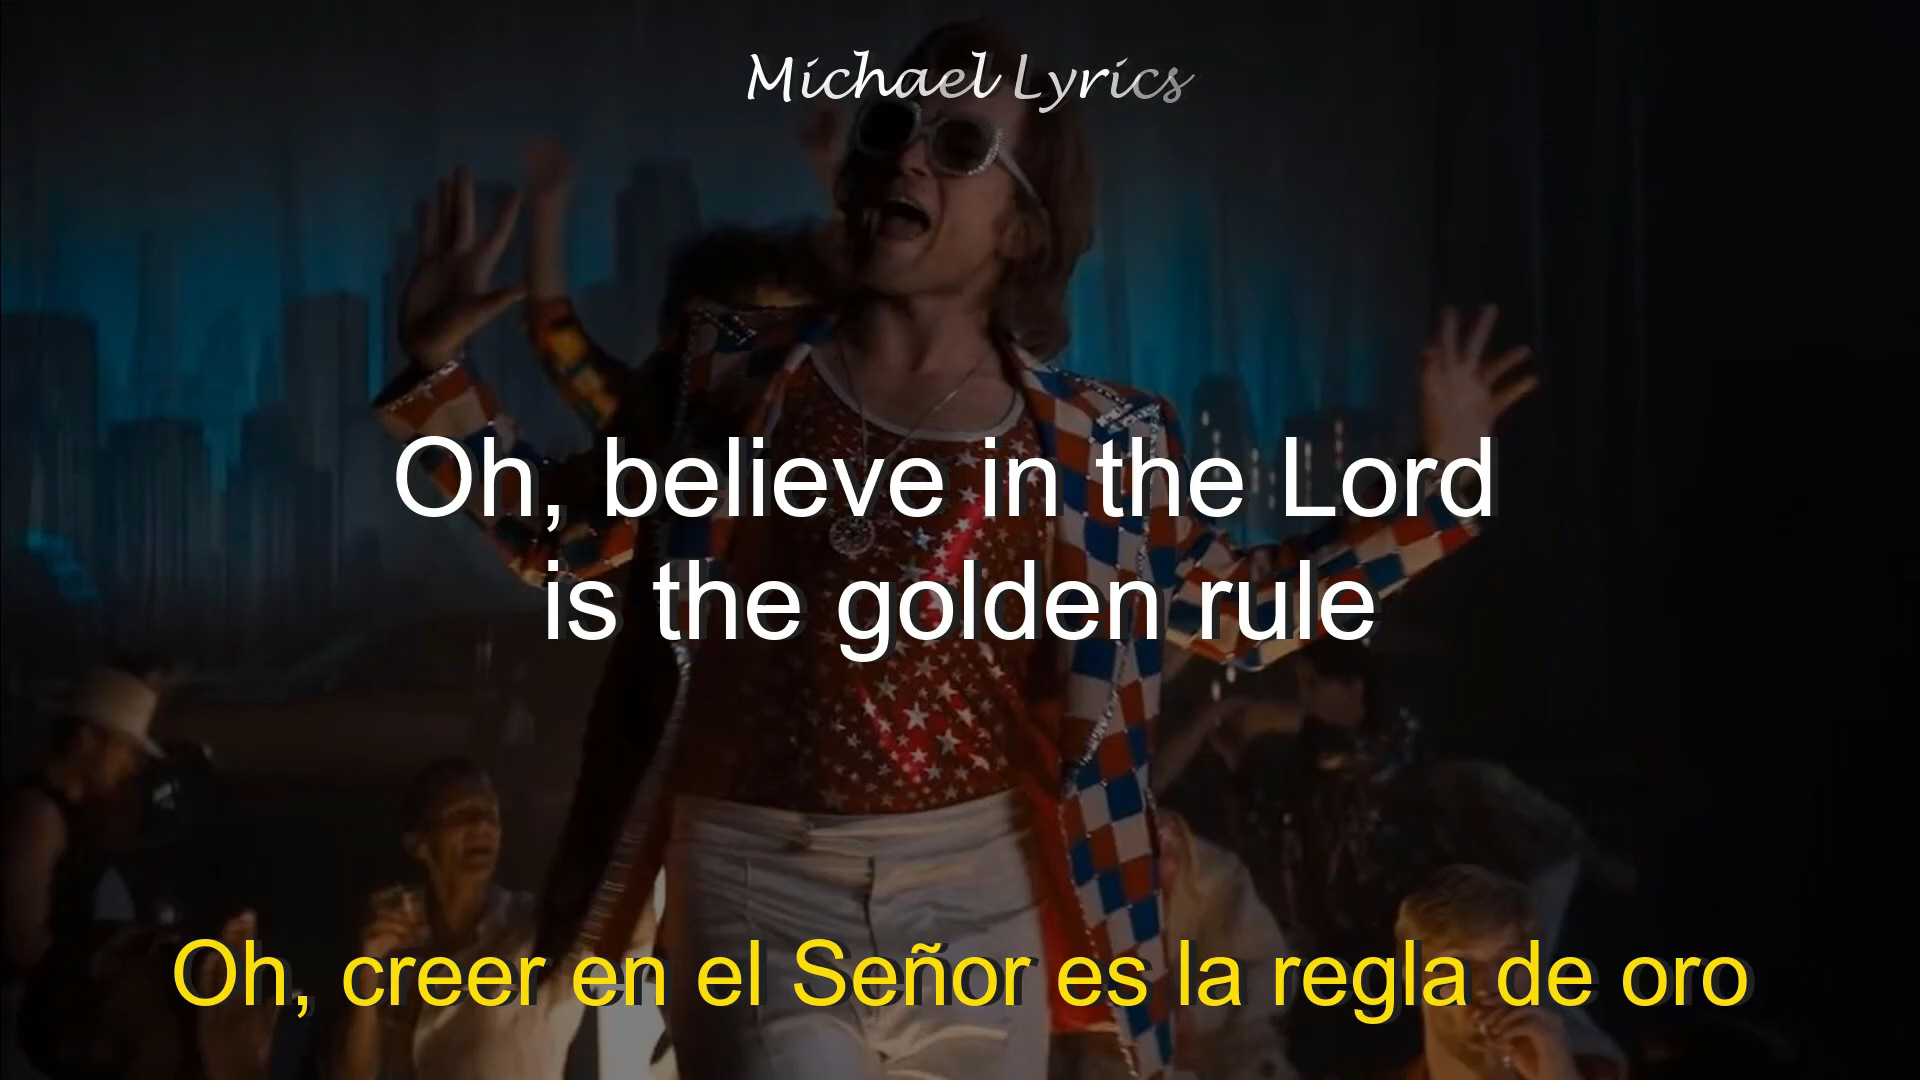 Michael Lyrics
Oh, believe in the Lord
is the golden rule
Oh, creer en el Señor es la regla de oro